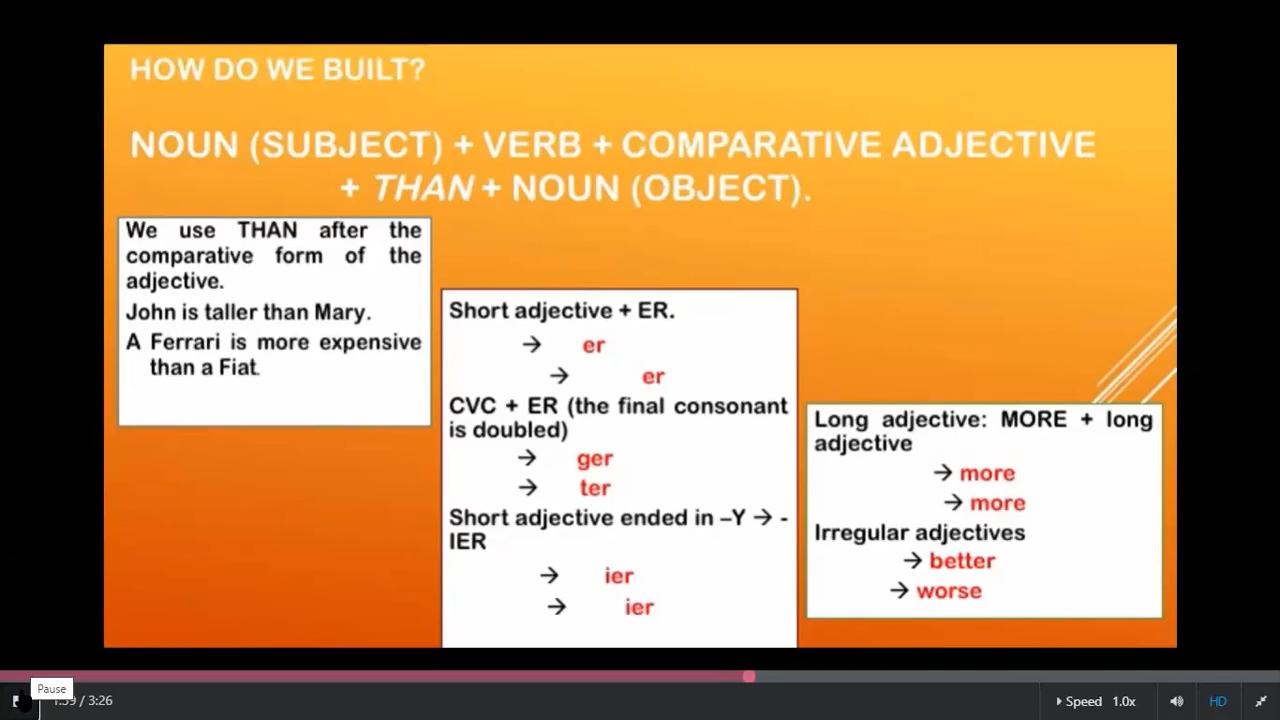 HOW DO WE BUILT?
NOUN (SUBJECT) + VERB + COMPARATIVE ADJECTIVE
+ THAN + NOUN (OBJECT).
We use THAN after the
comparative form of the
adjective.
John is taller than Mary.
A Ferrari is more expensive
than a Fiat.
Short adjective + ER.
→ er
→ er
CVC + ER (the final consonant
is doubled)
→ ger
→ ter
Short adjective ended in –Y → -
IER
→ ier
→ ier
Long adjective: MORE + long
adjective
→ more
→ more
Irregular adjectives
→ better
→ worse
Pause
/ 3:26
Speed 1.0x
HD